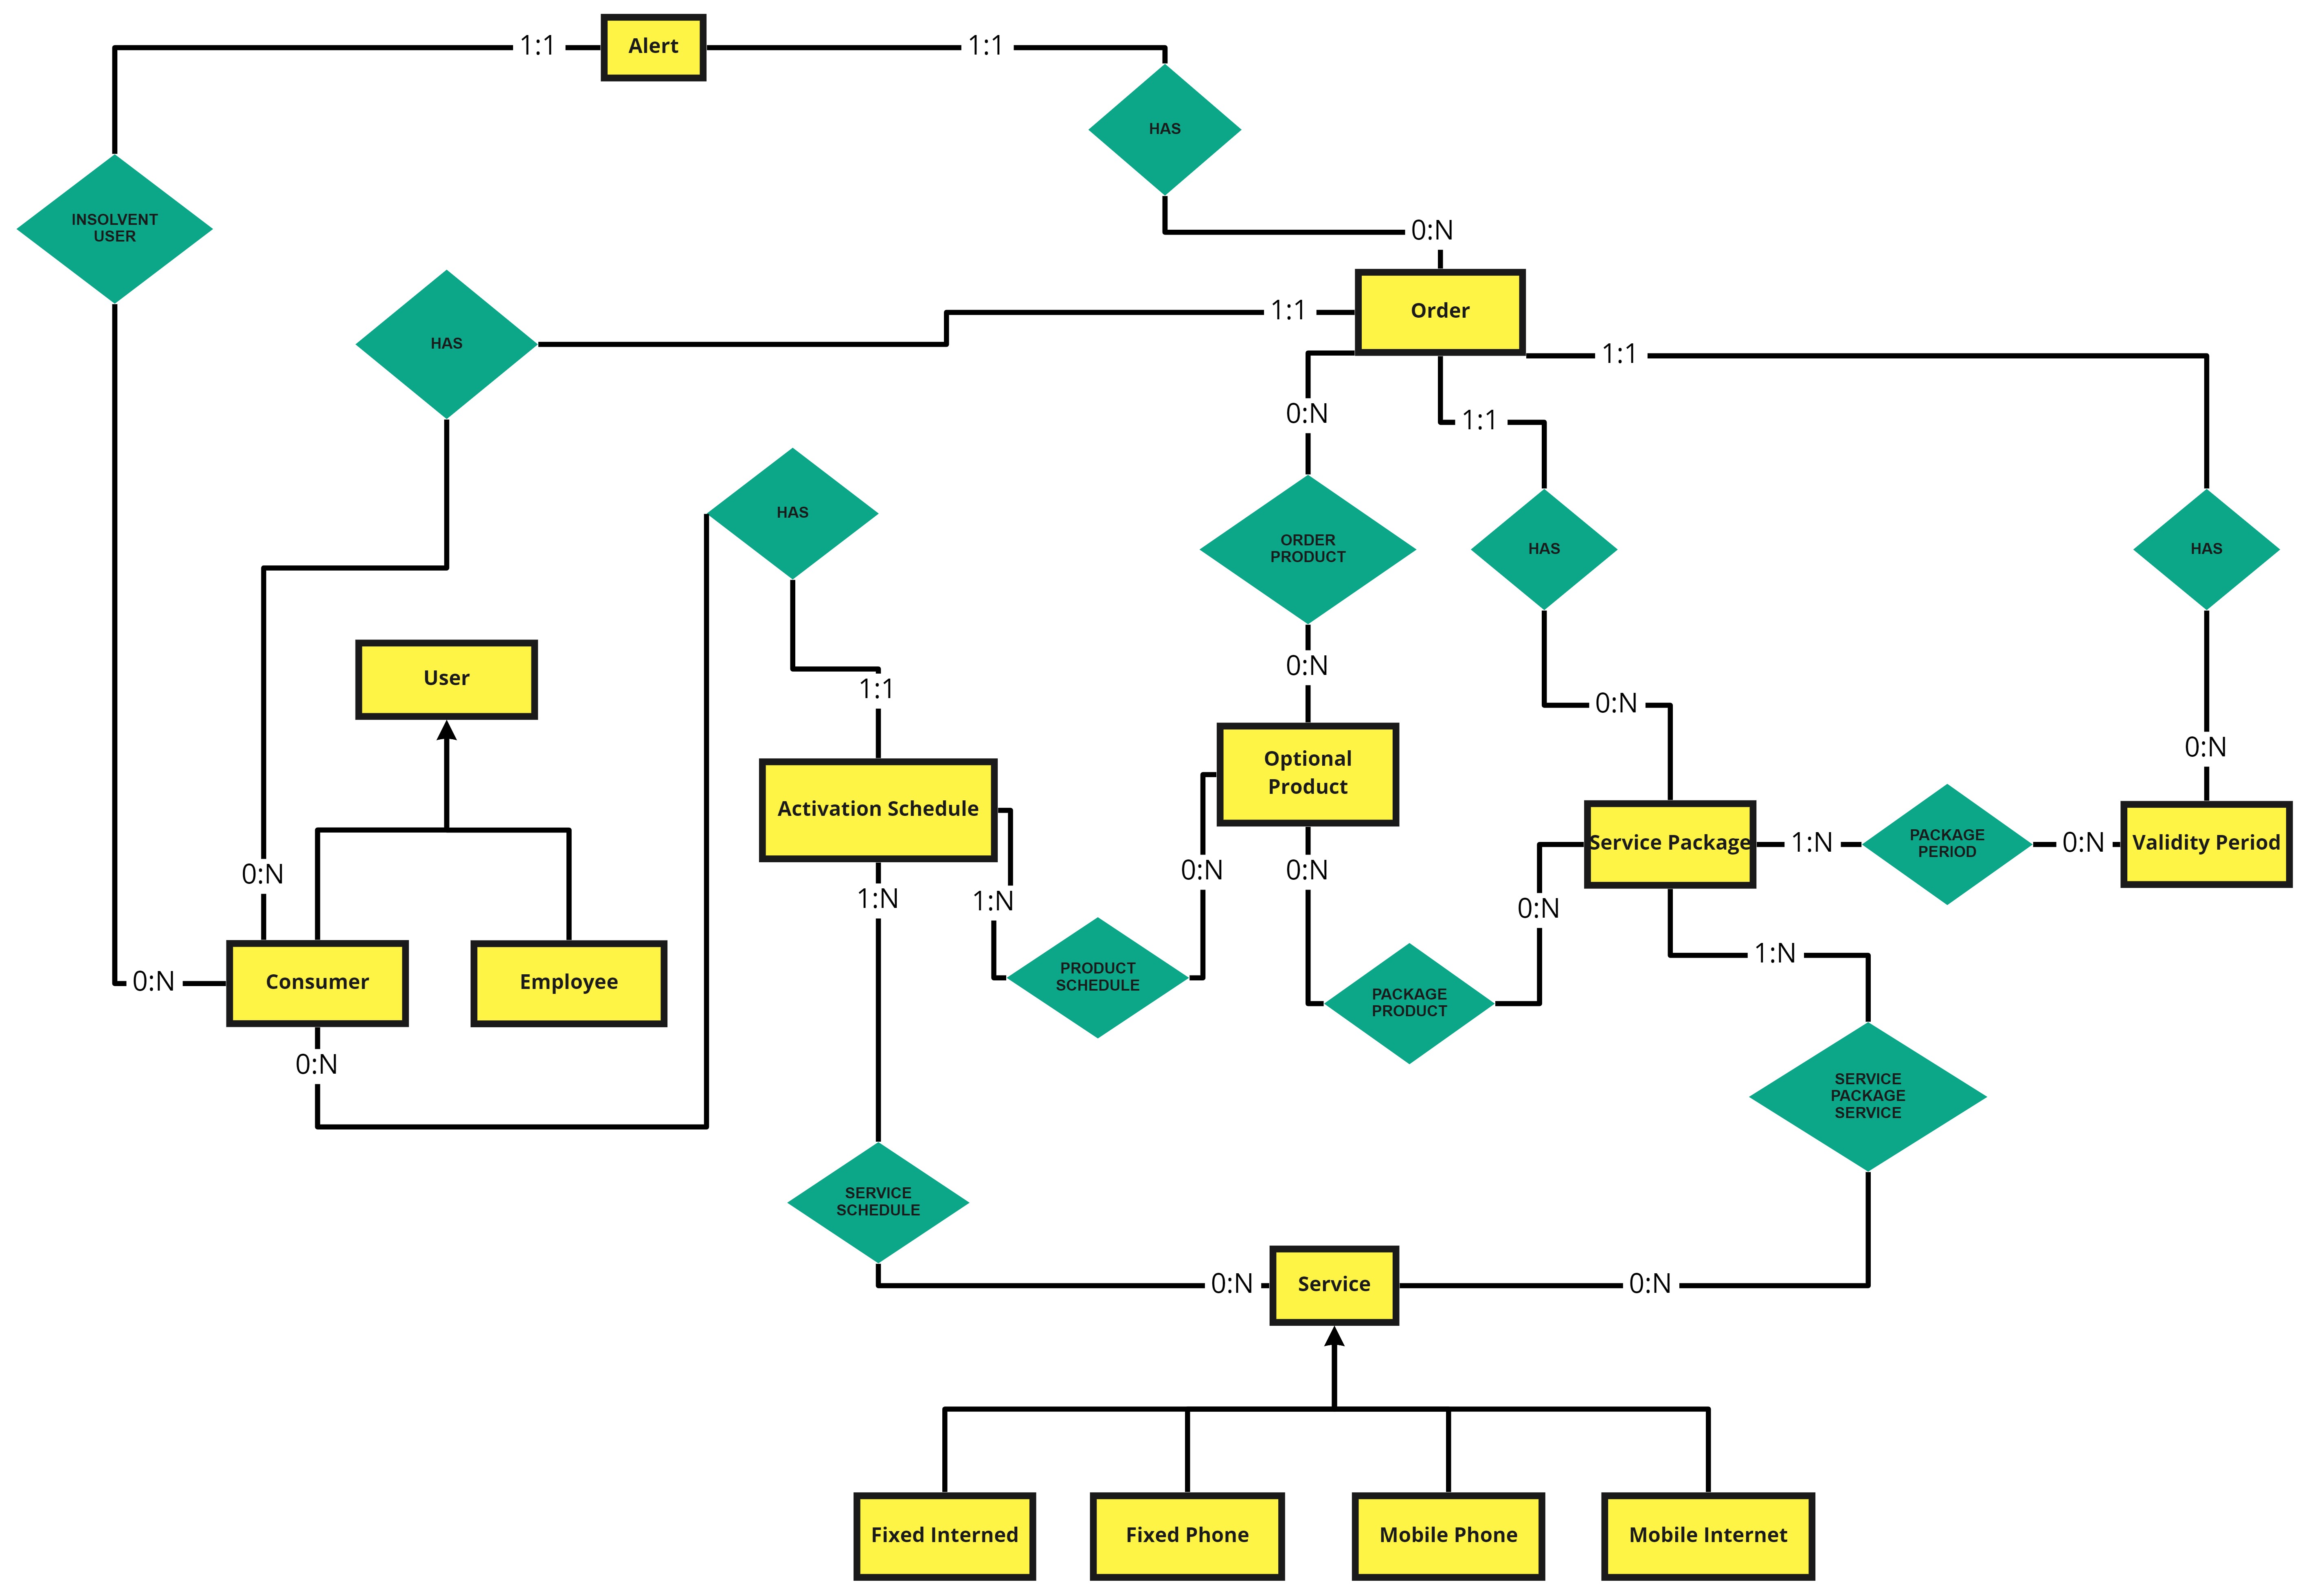 1:1
Alert
1:1
HAS
INSOLVENT
USER
0:N
HAS
1:1
Order
1:1
0:N
1:1
HAS
ORDER
PRODUCT
HAS
HAS
User
1:1
0:N
0:N
0:N
Activation Schedule
Optional
Product
Service Package
1:N
PACKAGE
PERIOD
0:N
Validity Period
0:N
1:N
1:N
0:N
0:N
0:N
0:N
Consumer
Employee
PRODUCT
SCHEDULE
PACKAGE
PRODUCT
1:N
0:N
SERVICE
PACKAGE
SERVICE
SERVICE
SCHEDULE
0:N
Service
0:N
Fixed Interned
Fixed Phone
Mobile Phone
Mobile Internet